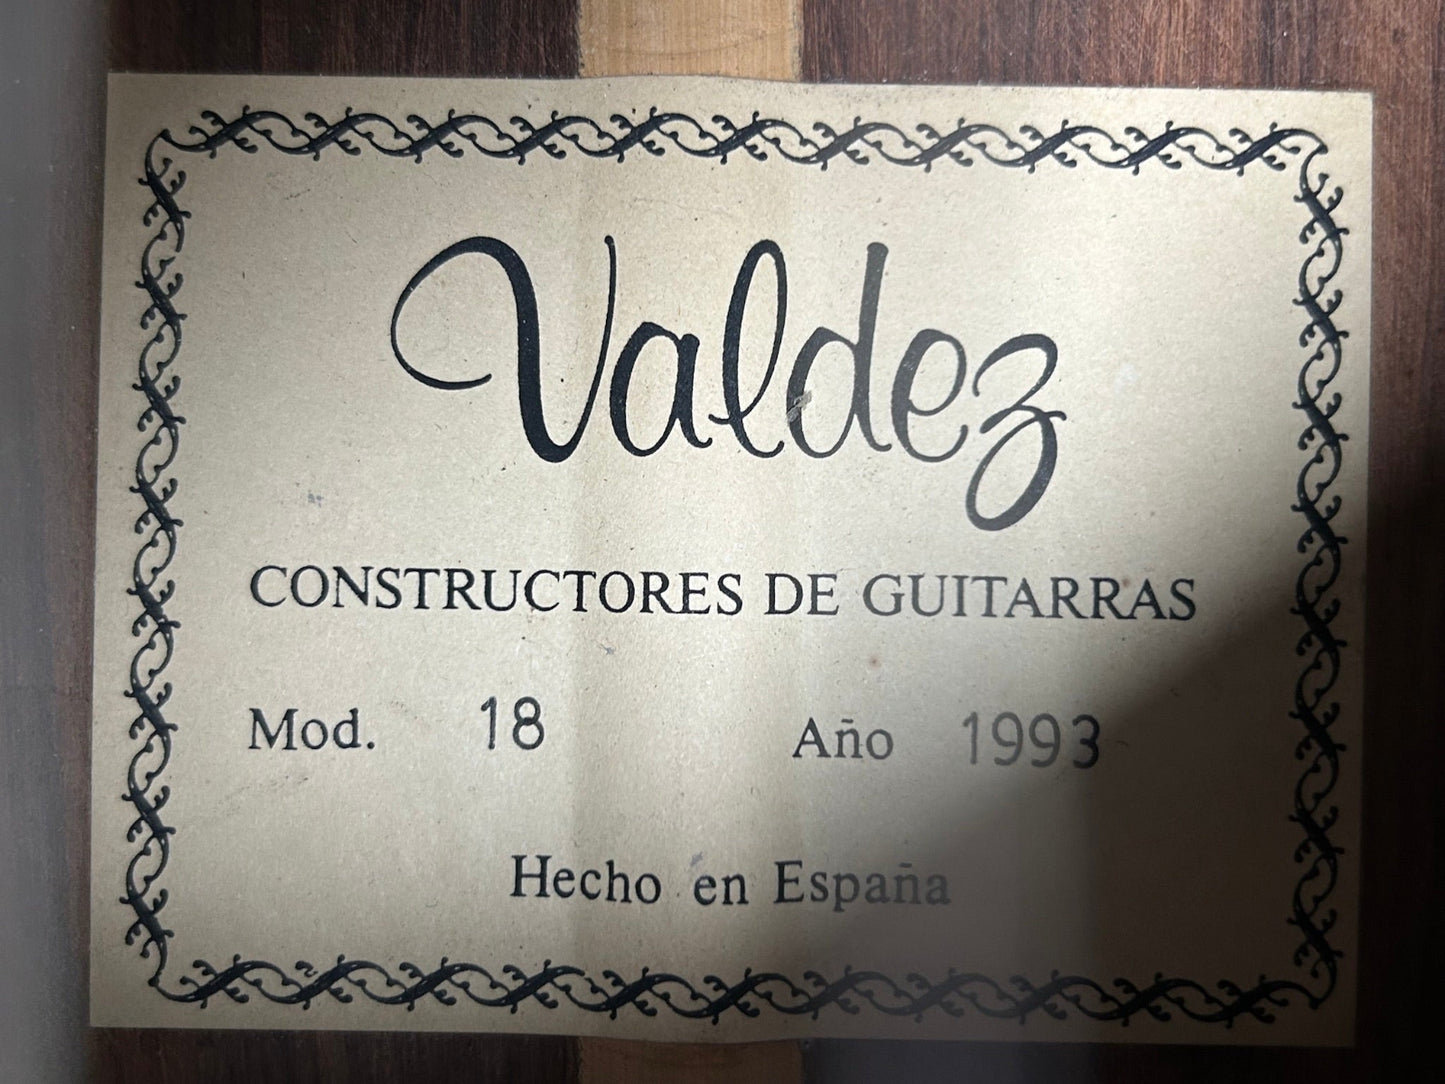 Valdez
CONSTRUCTORES DE GUITARRAS
Mod. 18 Año 1993
Hecho en España